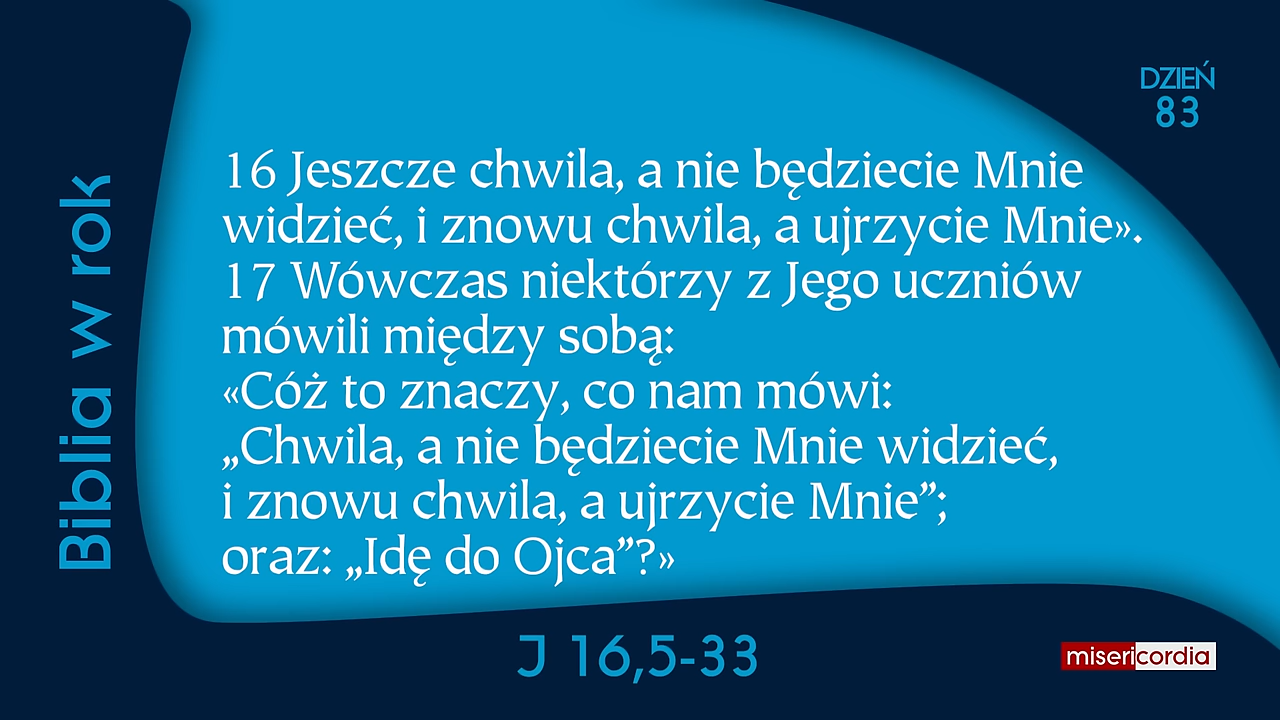 DZIEŃ
83
Biblia w rok
16 Jeszcze chwila, a nie będziecie Mnie
widzieć, i znowu chwila, a ujrzycie Mnie».
17 Wówczas niektórzy z Jego uczniów
mówili między sobą:
«Cóż to znaczy, co nam mówi:
„Chwila, a nie będziecie Mnie widzieć,
i znowu chwila, a ujrzycie Mnie”;
oraz: „Idę do Ojca”?»
J 16,5-33
misericordia